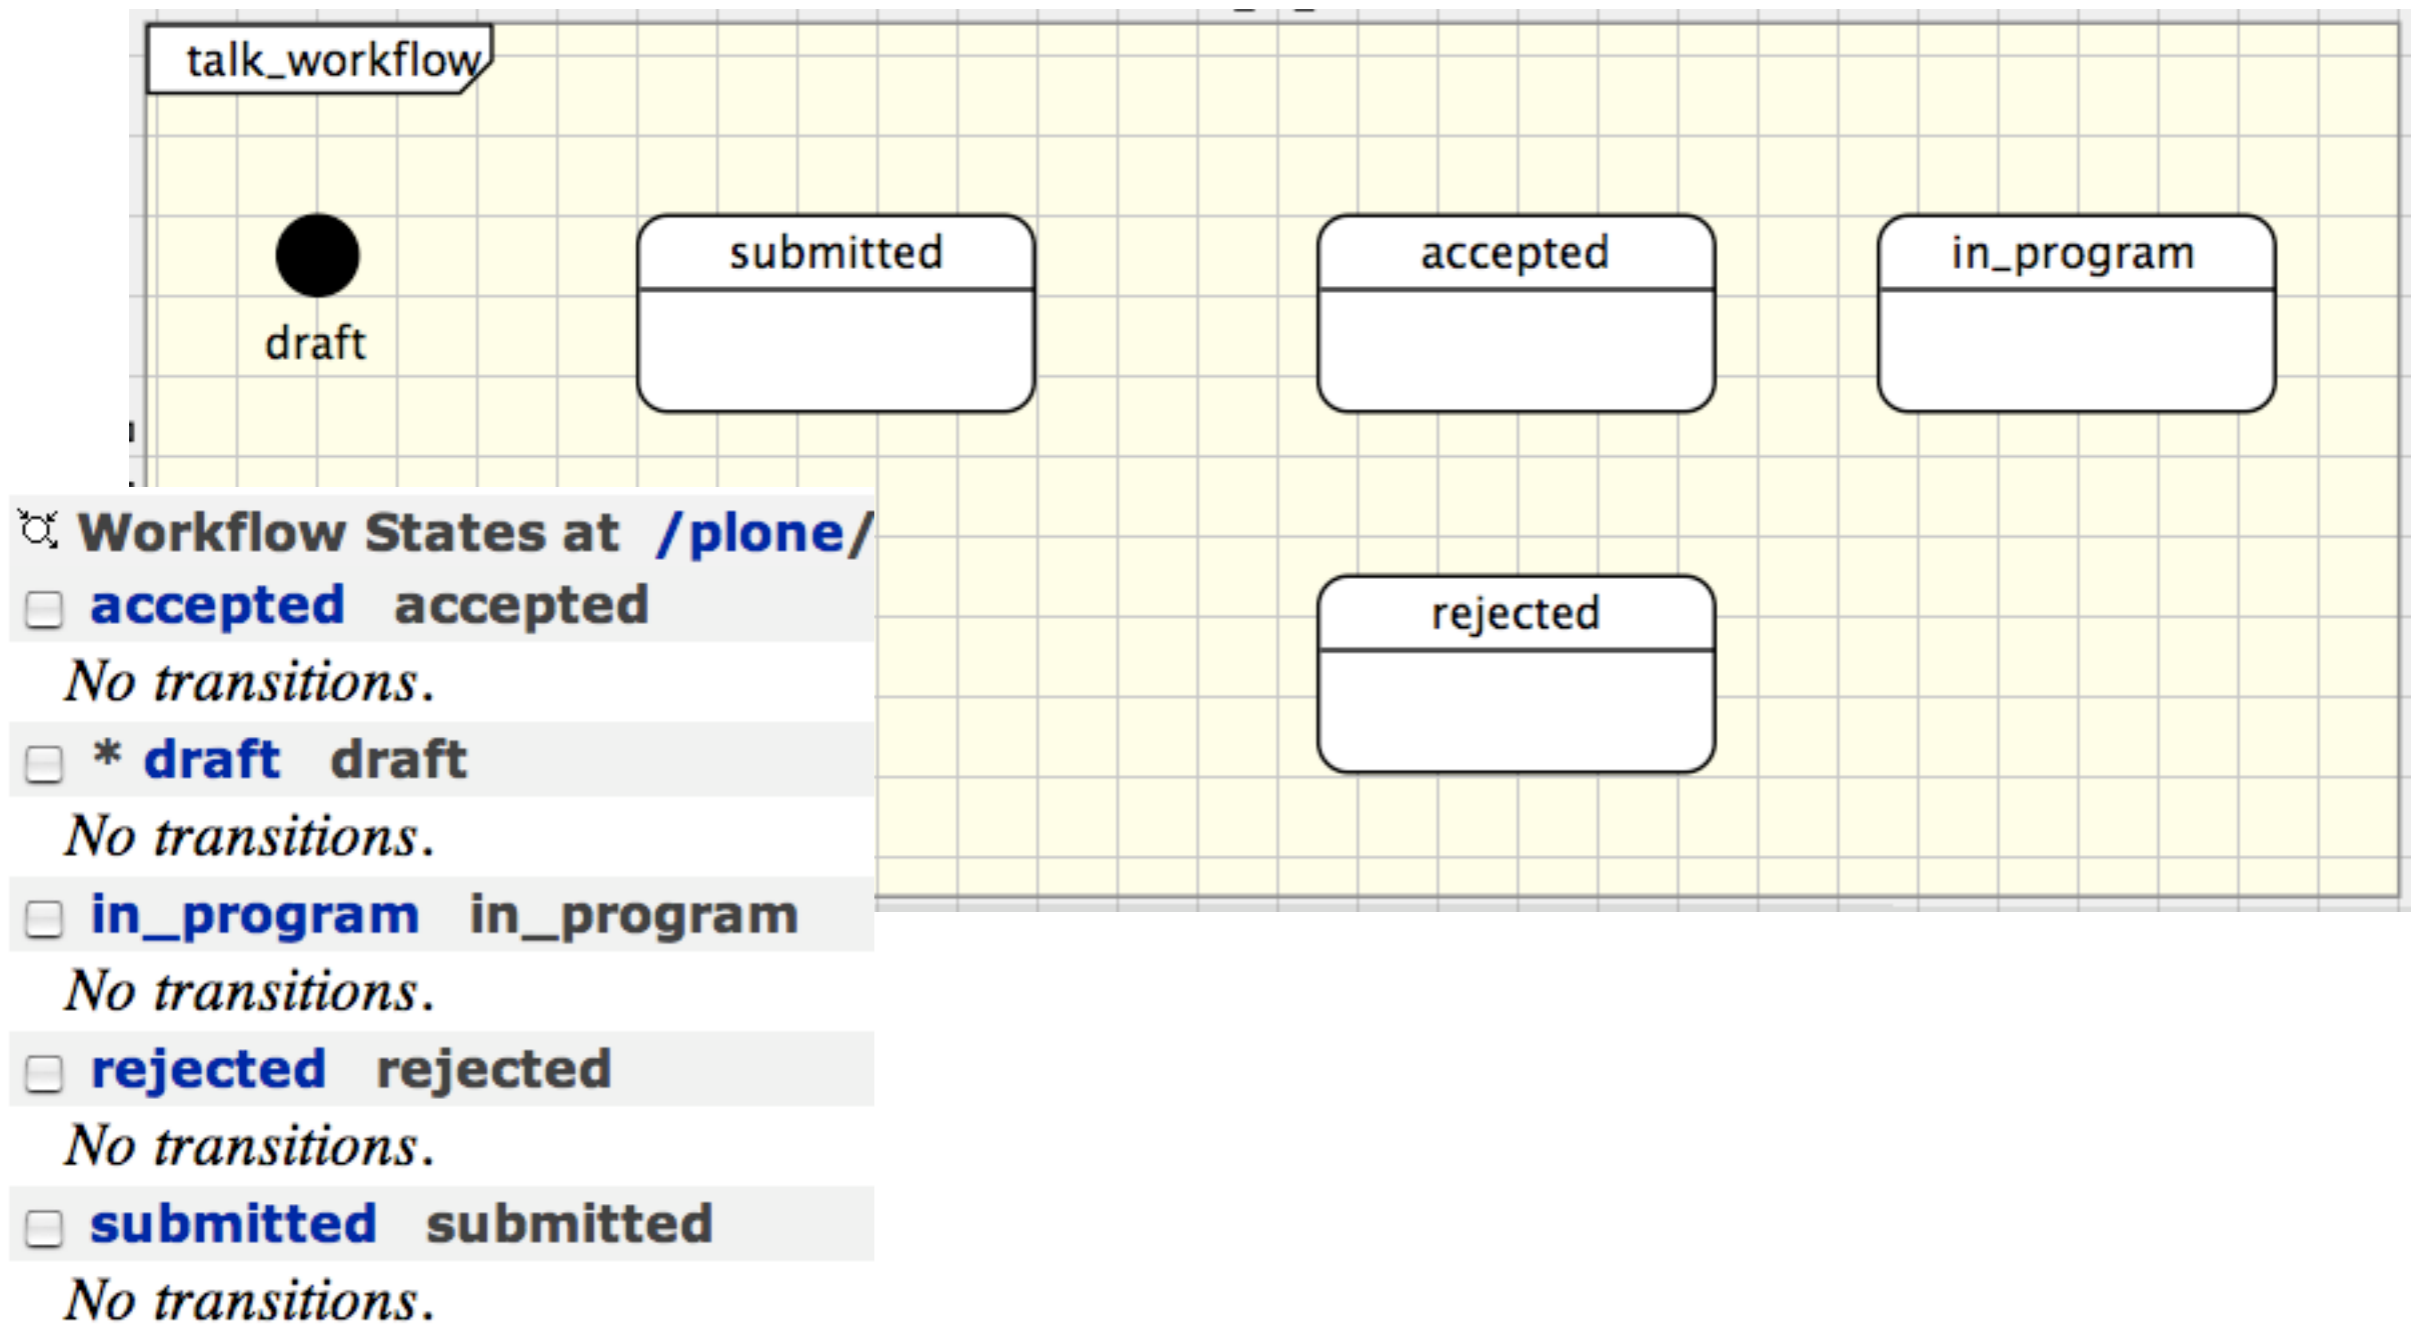 talk_workflow
submitted
accepted
in_program
draft
rejected
Workflow States at /plone/
accepted accepted
No transitions.
* draft draft
No transitions.
in_program in_program
No transitions.
rejected rejected
No transitions.
submitted submitted
No transitions.